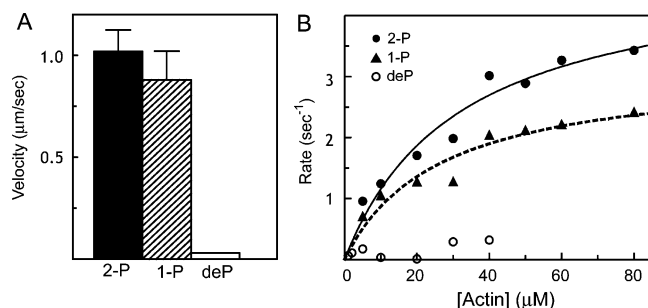 A
Velocity (μm/sec)
1.0
0.5
2-P 1-P deP
B
2-P
1-P
deP
Rate (sec⁻¹)
3
2
1
0 20 40 60 80
[Actin] (μM)